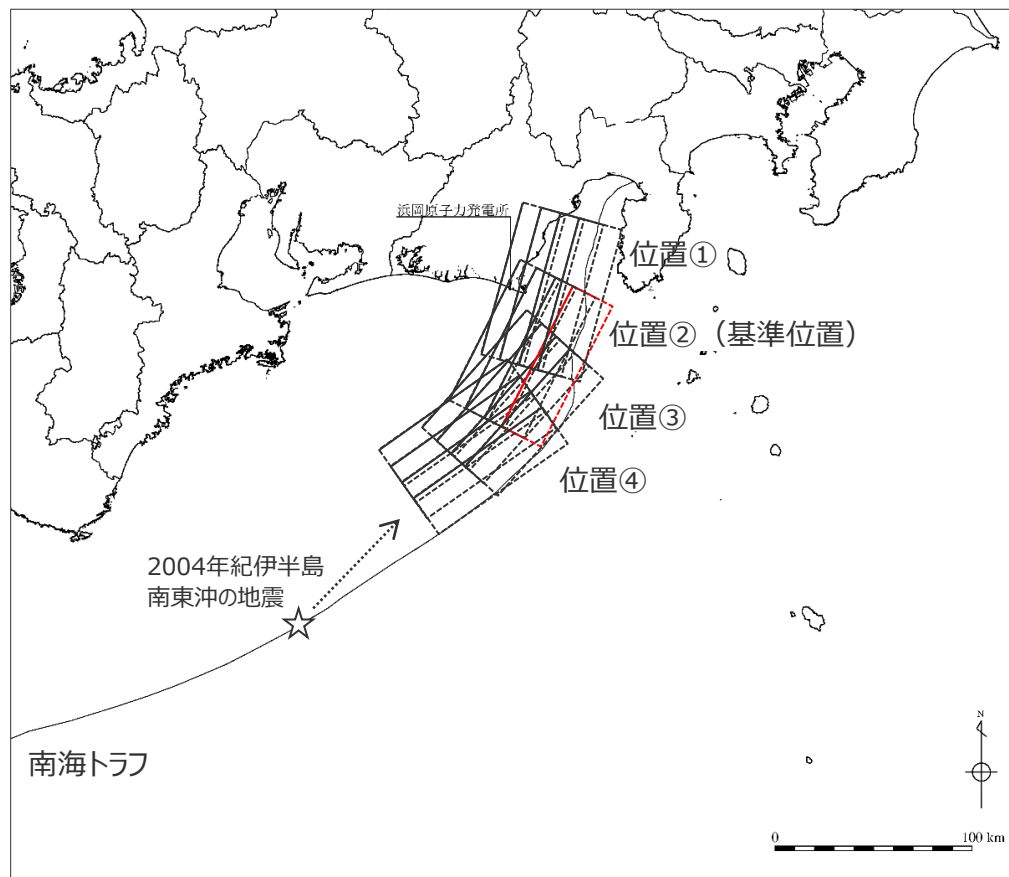 浜岡原子力発電所
位置①
位置②（基準位置）
位置③
位置④
2004年紀伊半島
南東沖の地震
南海トラフ
N
0 100 km